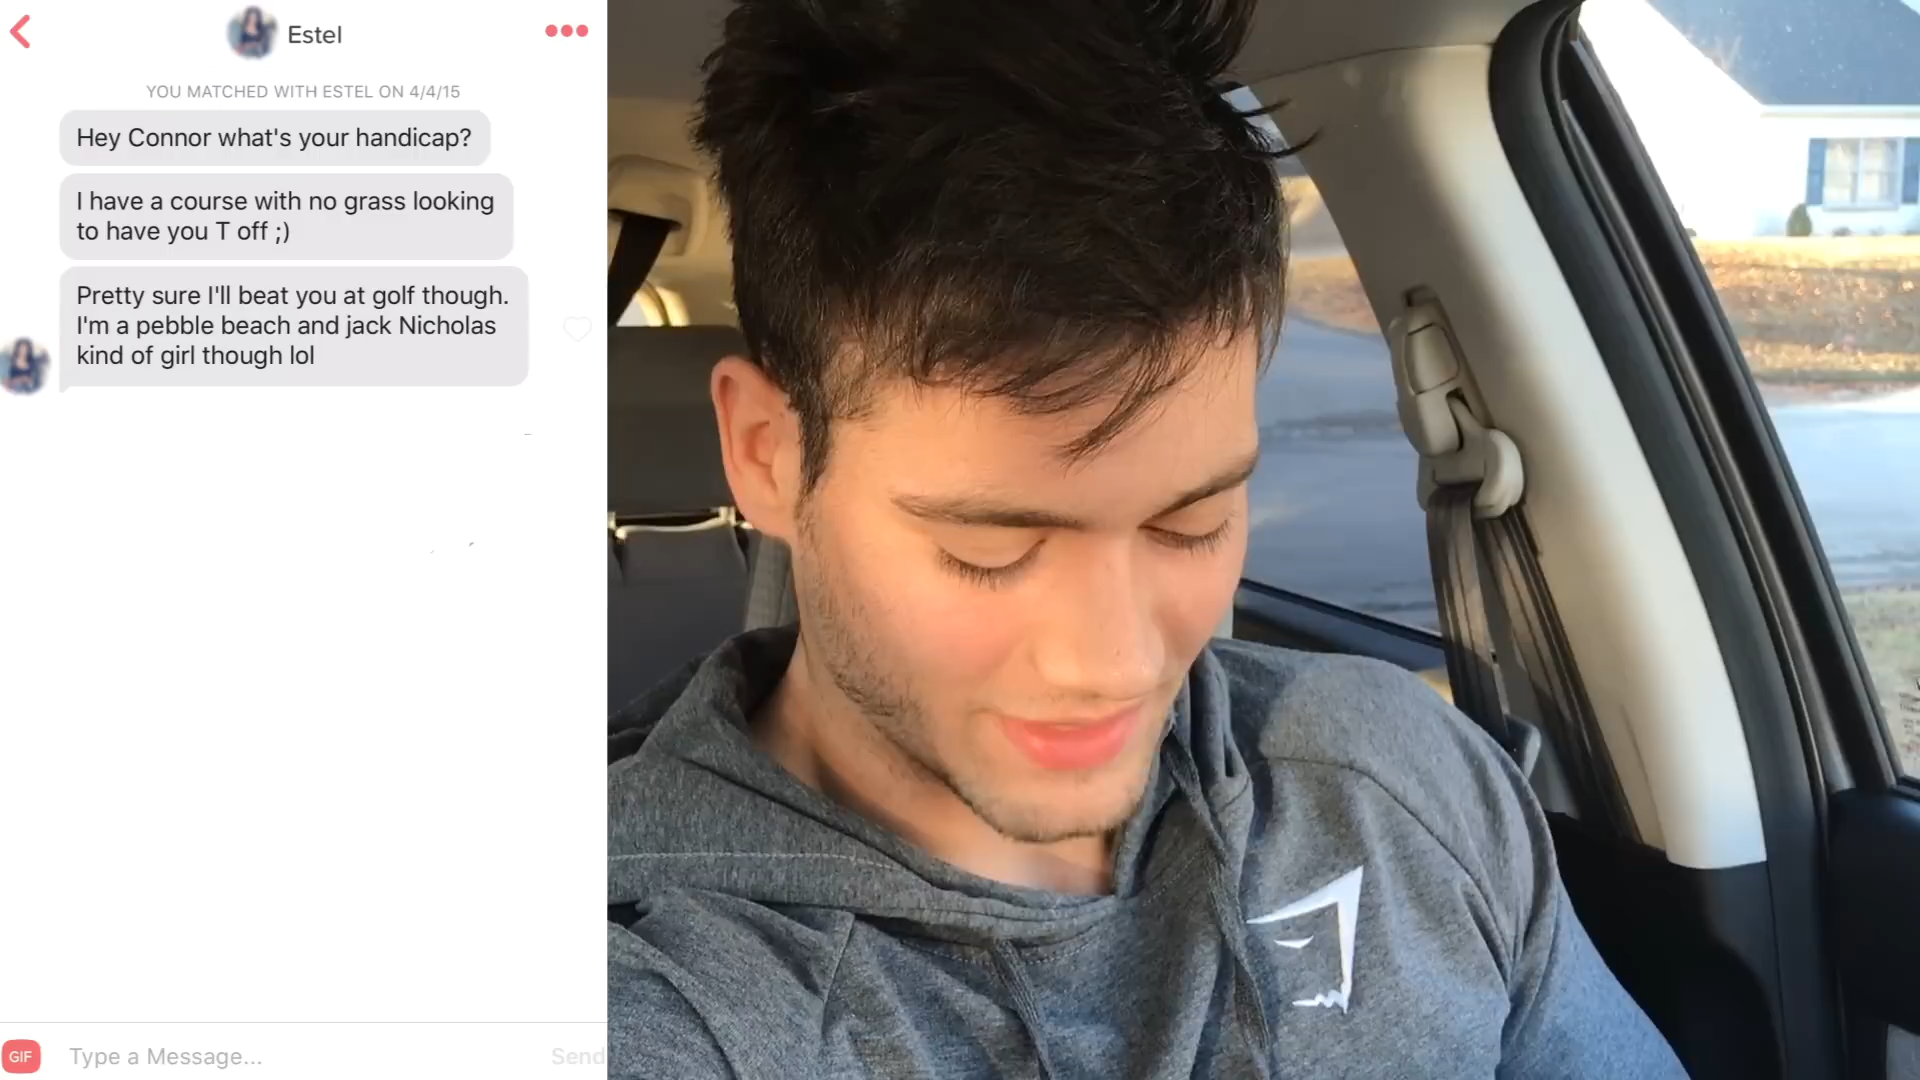 Estel
YOU MATCHED WITH ESTEL ON 4/4/15
Hey Connor what's your handicap?
I have a course with no grass looking
to have you T off ;)
Pretty sure I'll beat you at golf though.
I'm a pebble beach and jack Nicholas
kind of girl though lol
GIF
Type a Message...
Send